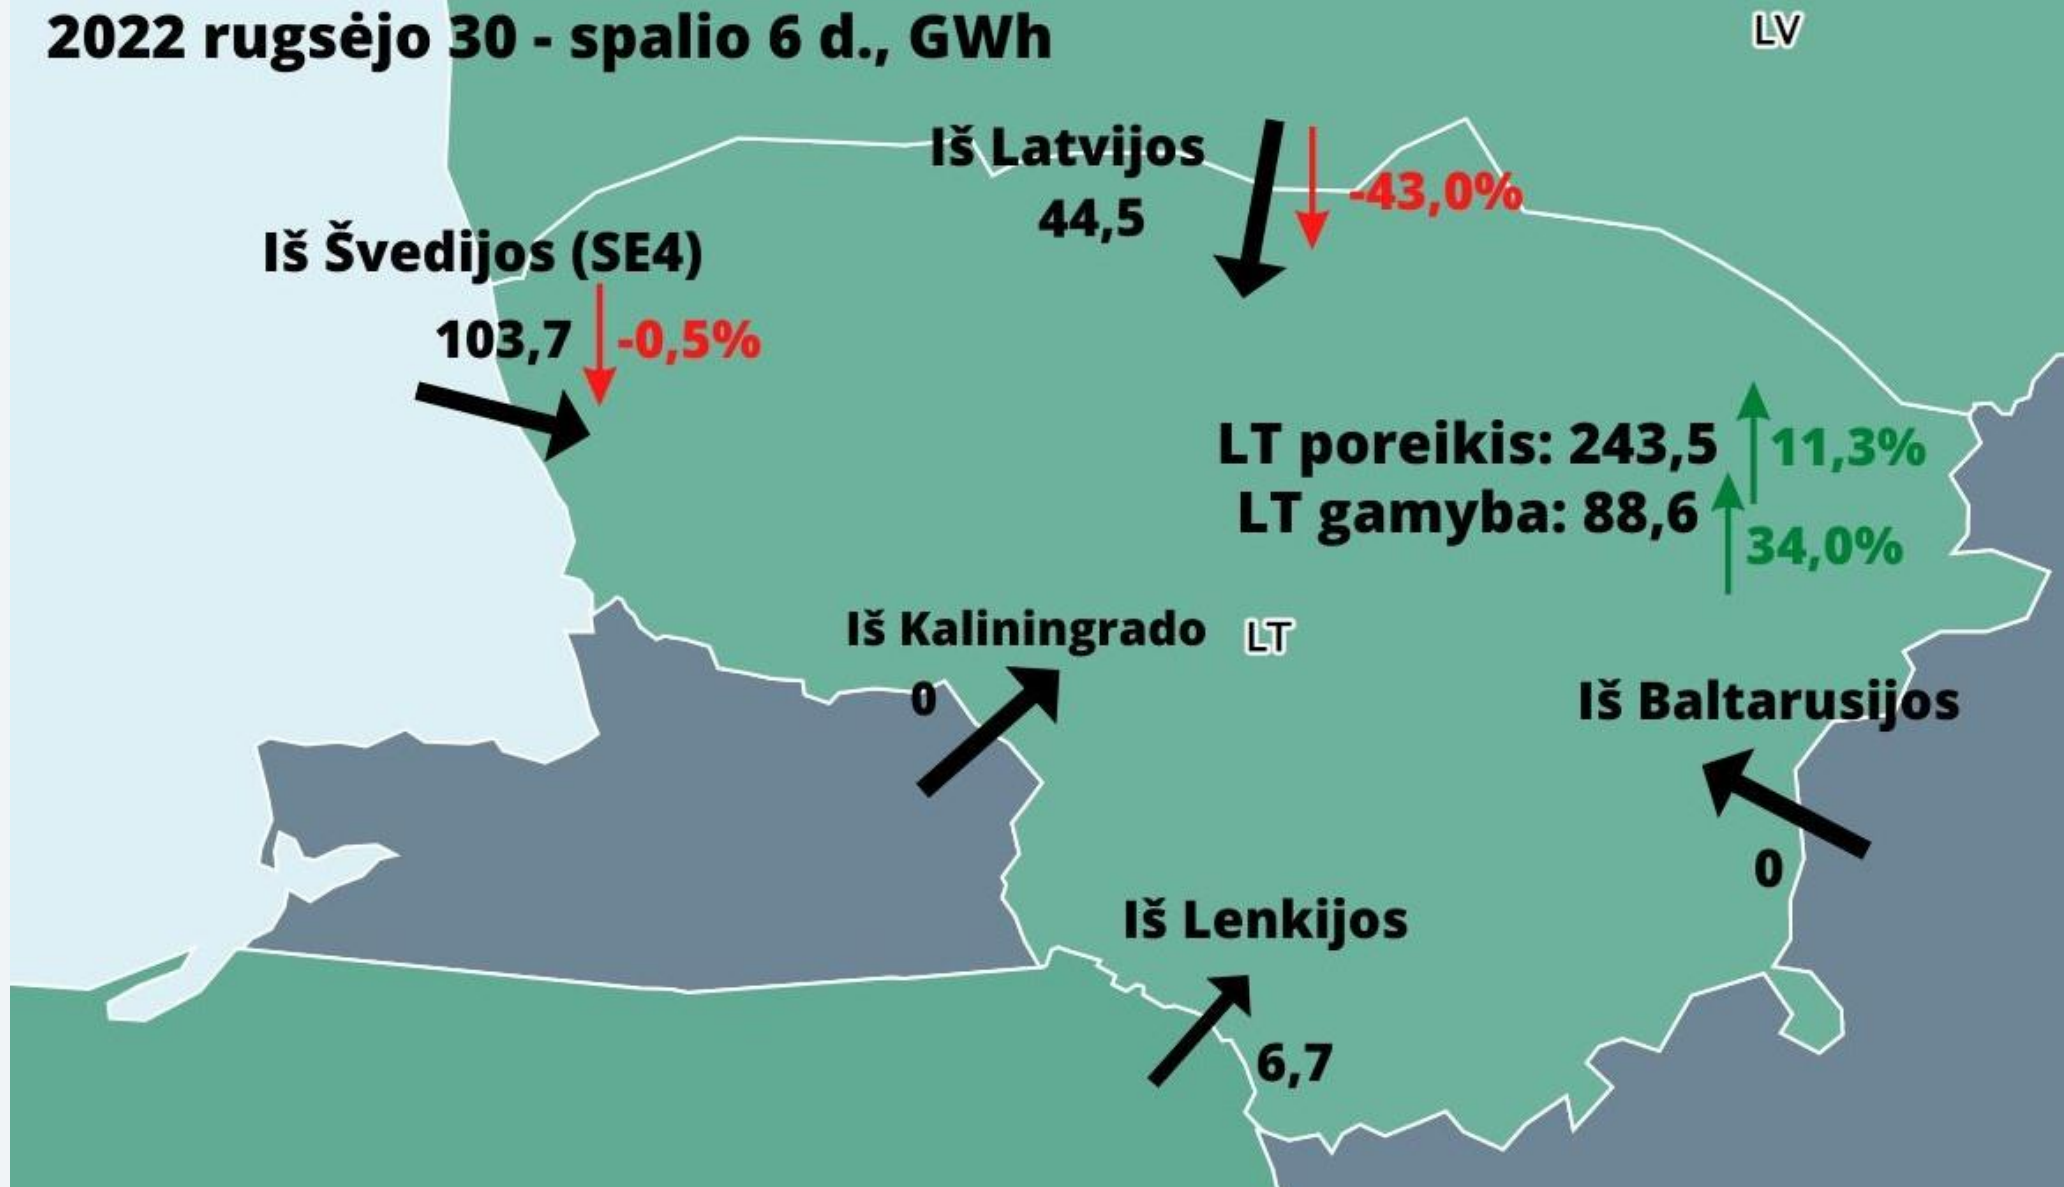 2022 rugsėjo 30 - spalio 6 d., GWh
LV
Iš Latvijos
44,5
-43,0%
Iš Švedijos (SE4)
103,7
-0,5%
LT poreikis: 243,5
11,3%
LT gamyba: 88,6
34,0%
Iš Kaliningrado
LT
0
Iš Baltarusijos
0
Iš Lenkijos
6,7